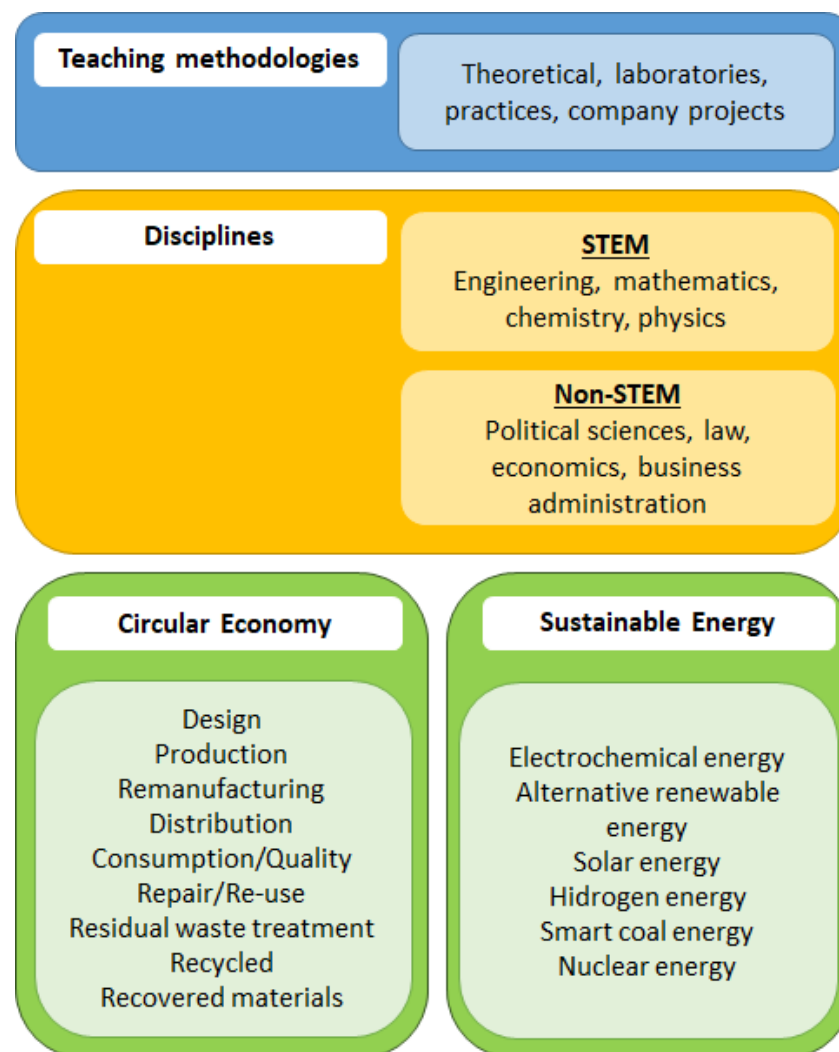 Teaching methodologies
Theoretical, laboratories,
practices, company projects
Disciplines
STEM
Engineering, mathematics,
chemistry, physics
Non-STEM
Political sciences, law,
economics, business
administration
Circular Economy
Design
Production
Remanufacturing
Distribution
Consumption/Quality
Repair/Re-use
Residual waste treatment
Recycled
Recovered materials
Sustainable Energy
Electrochemical energy
Alternative renewable
energy
Solar energy
Hidrogen energy
Smart coal energy
Nuclear energy